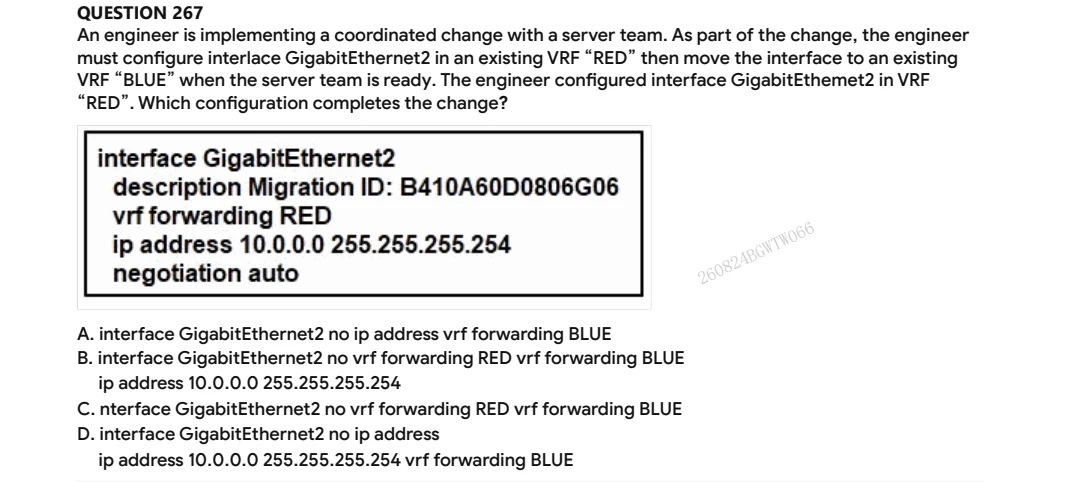 QUESTION 267
An engineer is implementing a coordinated change with a server team. As part of the change, the engineer
must configure interlace GigabitEthernet2 in an existing VRF “RED” then move the interface to an existing
VRF “BLUE” when the server team is ready. The engineer configured interface GigabitEthemet2 in VRF
“RED”. Which configuration completes the change?
interface GigabitEthernet2
description Migration ID: B410A60D0806G06
vrf forwarding RED
ip address 10.0.0.0 255.255.255.254
negotiation auto
260824BGWTW066
A. interface GigabitEthernet2 no ip address vrf forwarding BLUE
B. interface GigabitEthernet2 no vrf forwarding RED vrf forwarding BLUE
ip address 10.0.0.0 255.255.255.254
C. nterface GigabitEthernet2 no vrf forwarding RED vrf forwarding BLUE
D. interface GigabitEthernet2 no ip address
ip address 10.0.0.0 255.255.255.254 vrf forwarding BLUE